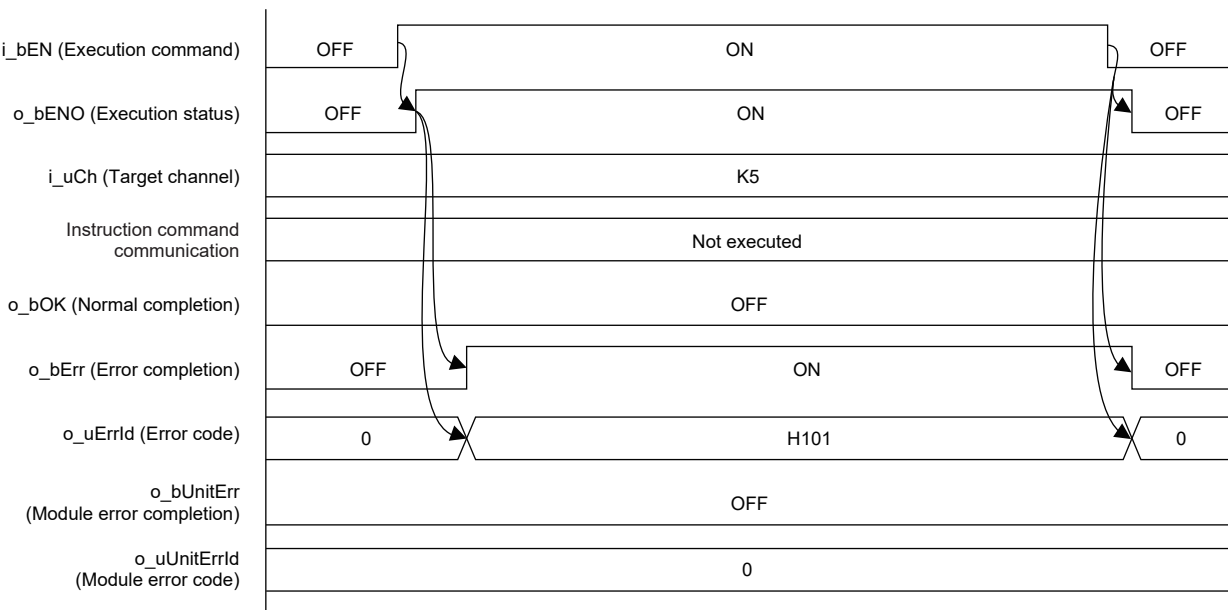 i_bEN (Execution command) OFF ON OFF
o_bENO (Execution status) OFF ON OFF
i_uCh (Target channel) K5
Instruction command
communication
Not executed
o_bOK (Normal completion) OFF
o_bErr (Error completion) OFF ON OFF
o_uErrId (Error code) 0 H101 0
o_bUnitErr
(Module error completion)
OFF
o_uUnitErrId
(Module error code)
0